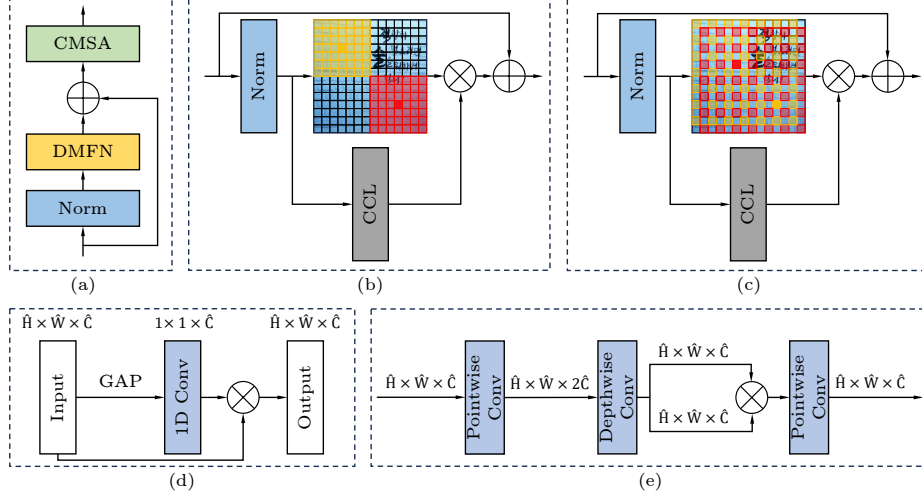 CMSA
DMFN
Norm
(a)
Norm
CCL
(b)
Norm
CCL
(c)
Ĥ×Ŵ×Ĉ
1×1×Ĉ
Ĥ×Ŵ×Ĉ
Input
GAP
1D Conv
Output
(d)
Ĥ×Ŵ×Ĉ
Pointwise
Conv
Ĥ×Ŵ×2Ĉ
Depthwise
Conv
Ĥ×Ŵ×Ĉ
Ĥ×Ŵ×Ĉ
Pointwise
Conv
Ĥ×Ŵ×Ĉ
(e)